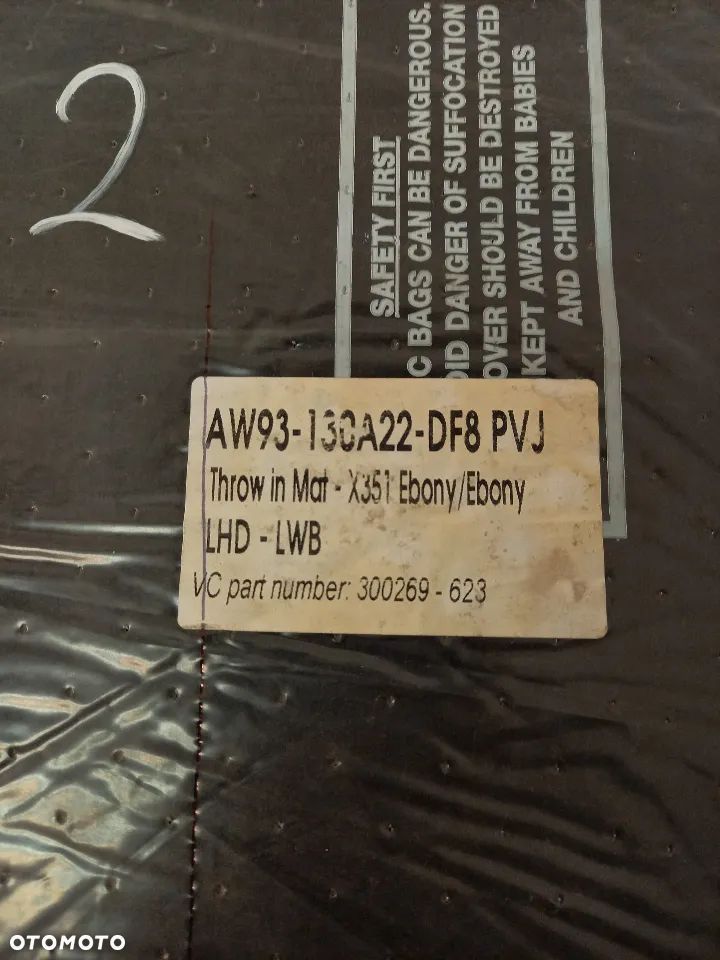 2
SAFETY FIRST
C BAGS CAN BE DANGEROUS.
OID DANGER OF SUFFOCATION
OVER SHOULD BE DESTROYED
KEPT AWAY FROM BABIES
AND CHILDREN
AW93-130A22-DF8 PVJ
Throw in Mat - X351 Ebony/Ebony
LHD - LWB
VC part number: 300269 - 623
OTOMOTO